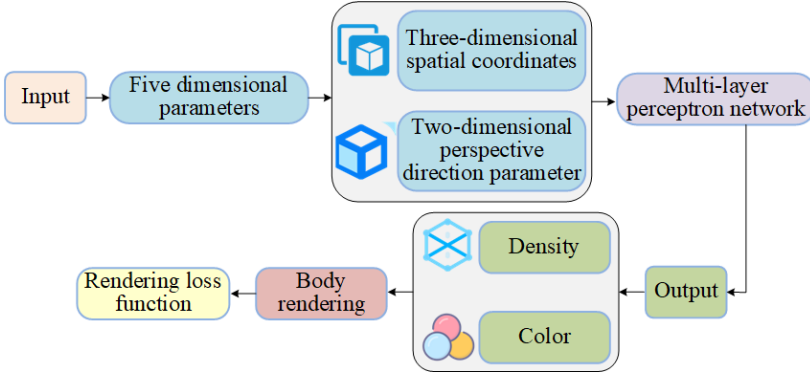 Input
Five dimensional
parameters
Three-dimensional
spatial coordinates
Two-dimensional
perspective
direction parameter
Multi-layer
perceptron network
Output
Density
Color
Body
rendering
Rendering loss
function